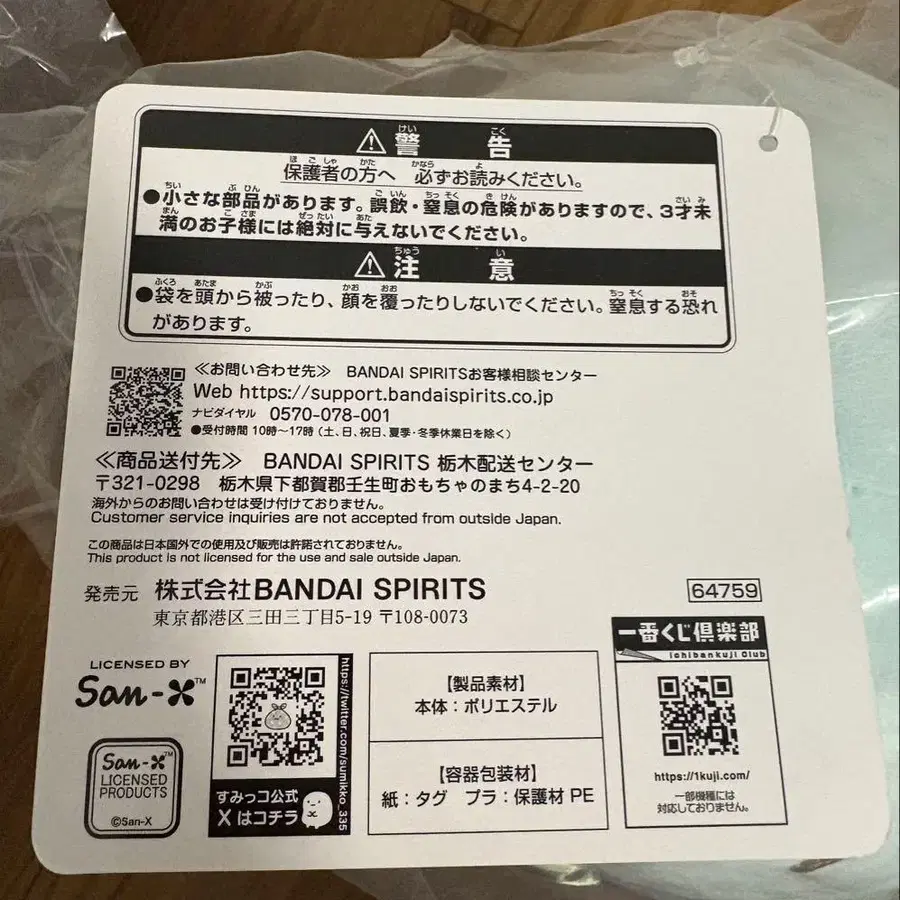 ⚠警告
保護者の方へ 必ずお読みください。
●小さな部品があります。誤飲・窒息の危険がありますので、3才未
満のお子様には絶対に与えないでください。
⚠注意
●袋を頭から被ったり、顔を覆ったりしないでください。窒息する恐れ
があります。
≪お問い合わせ先≫ BANDAI SPIRITSお客様相談センター
Web https://support.bandaispirits.co.jp
ナビダイヤル 0570-078-001
●受付時間 10時〜17時(土、日、祝日、夏季・冬季休業日を除く)
≪商品送付先≫ BANDAI SPIRITS 栃木配送センター
〒321-0298 栃木県下都賀郡壬生町おもちゃのまち4-2-20
海外からのお問い合わせは受け付けておりません。
Customer service inquiries are not accepted from outside Japan.
この商品は日本国外での使用及び販売は許諾されておりません。
This product is not licensed for the use and sale outside Japan.
発売元 株式会社BANDAI SPIRITS
東京都港区三田三丁目5-19 〒108-0073
64759
LICENSED BY
San-X™
San-X™
LICENSED
PRODUCTS
©San-X
https://twitter.com/sumikko_335
すみっコ公式
Xはコチラ
【製品素材】
本体:ポリエステル
【容器包装材】
紙:タグ プラ:保護材 PE
一番くじ倶楽部
ichibankuji Club
https://1kuji.com/
一部機種には
対応しておりません。